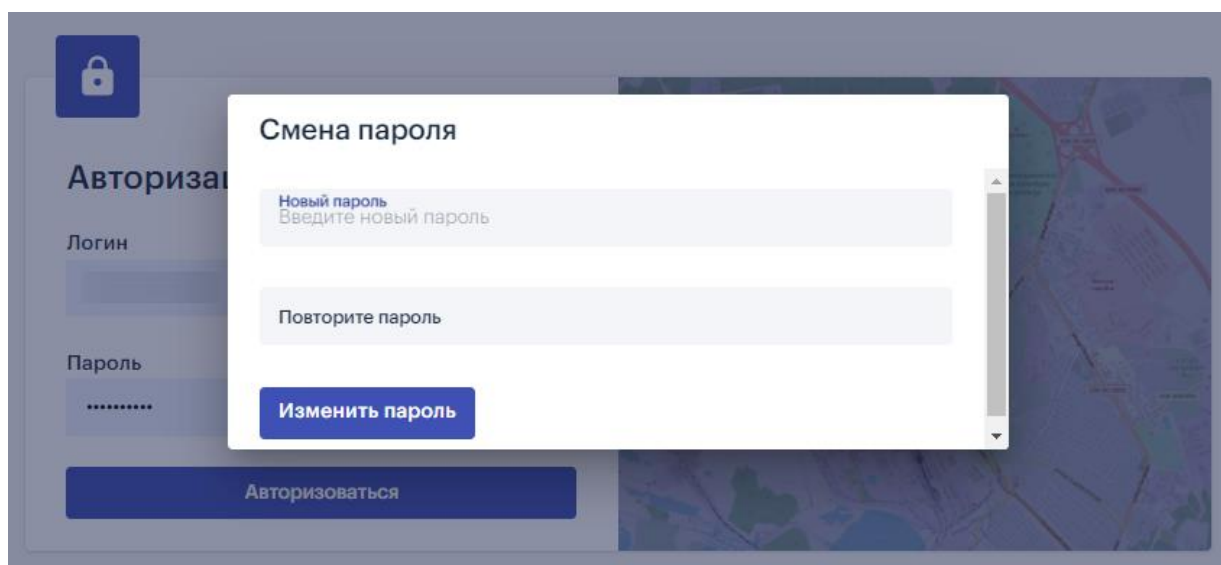 Смена пароля
Авториза
Новый пароль
Введите новый пароль
Логин
Повторите пароль
Пароль
••••••••••
Изменить пароль
Авторизоваться